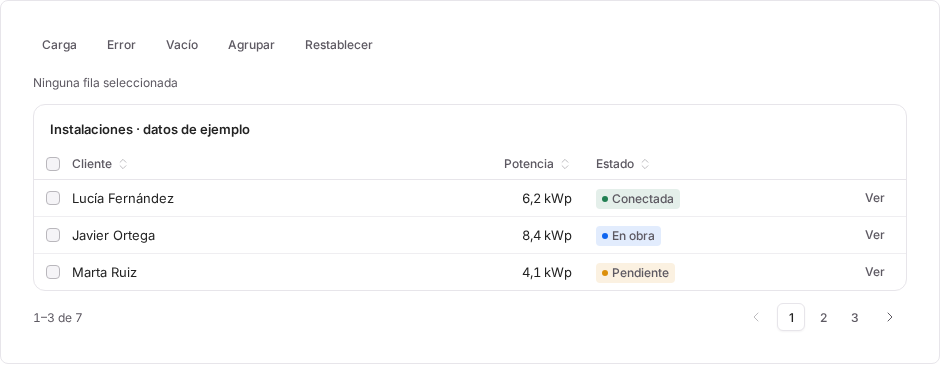 Carga Error Vacío Agrupar Restablecer
Ninguna fila seleccionada
Instalaciones · datos de ejemplo
Cliente Potencia Estado
Lucía Fernández 6,2 kWp Conectada Ver
Javier Ortega 8,4 kWp En obra Ver
Marta Ruiz 4,1 kWp Pendiente Ver
1–3 de 7 1 2 3